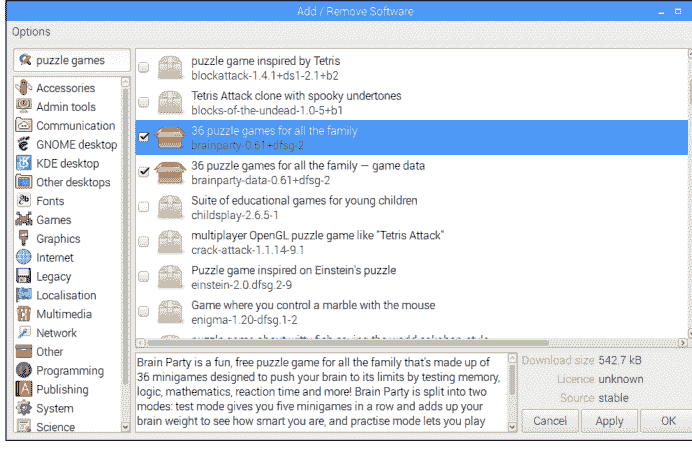 Add / Remove Software
Options
puzzle games
Accessories
Admin tools
Communication
GNOME desktop
KDE desktop
Other desktops
Fonts
Games
Graphics
Internet
Legacy
Localisation
Multimedia
Network
Other
Programming
Publishing
System
Science
puzzle game inspired by Tetris
blockattack-1.4.1+ds1-2.1+b2
Tetris Attack clone with spooky undertones
blocks-of-the-undead-1.0-5+b1
36 puzzle games for all the family
brainparty-0.61+dfsg-2
36 puzzle games for all the family — game data
brainparty-data-0.61+dfsg-2
Suite of educational games for young children
childsplay-2.6.5-1
multiplayer OpenGL puzzle game like "Tetris Attack"
crack-attack-1.1.14-9.1
Puzzle game inspired on Einstein's puzzle
einstein-2.0.dfsg.2-9
Game where you control a marble with the mouse
enigma-1.20-dfsg.1-2
Brain Party is a fun, free puzzle game for all the family that's made up of
36 minigames designed to push your brain to its limits by testing memory,
logic, mathematics, reaction time and more! Brain Party is split into two
modes: test mode gives you five minigames in a row and adds up your
brain weight to see how smart you are, and practise mode lets you play
Download size 542.7 kB
Licence unknown
Source stable
Cancel Apply OK